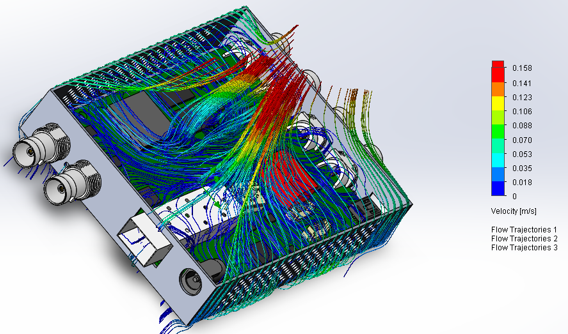 0.158
0.141
0.123
0.106
0.088
0.070
0.053
0.035
0.018
0
Velocity [m/s]
Flow Trajectories 1
Flow Trajectories 2
Flow Trajectories 3